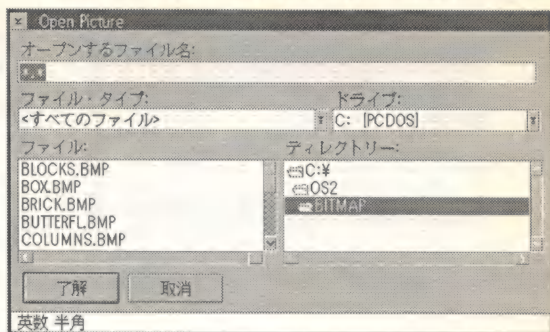 Open Picture
オープンするファイル名:
*.*
ファイル・タイプ:
ドライブ:
<すべてのファイル>
C: [PCDOS]
ファイル:
ディレクトリー:
BLOCKS.BMP
BOX.BMP
BRICK.BMP
BUTTERFL.BMP
COLUMNS.BMP
C:¥
OS2
BITMAP
了解
取消
英数 半角